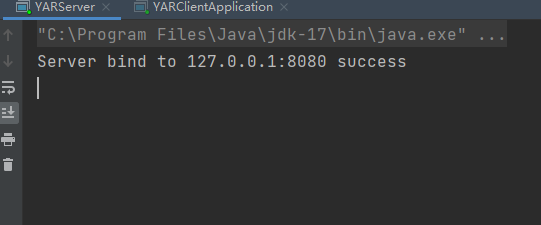 YARServer YARClientApplication
"C:\Program Files\Java\jdk-17\bin\java.exe" ...
Server bind to 127.0.0.1:8080 success